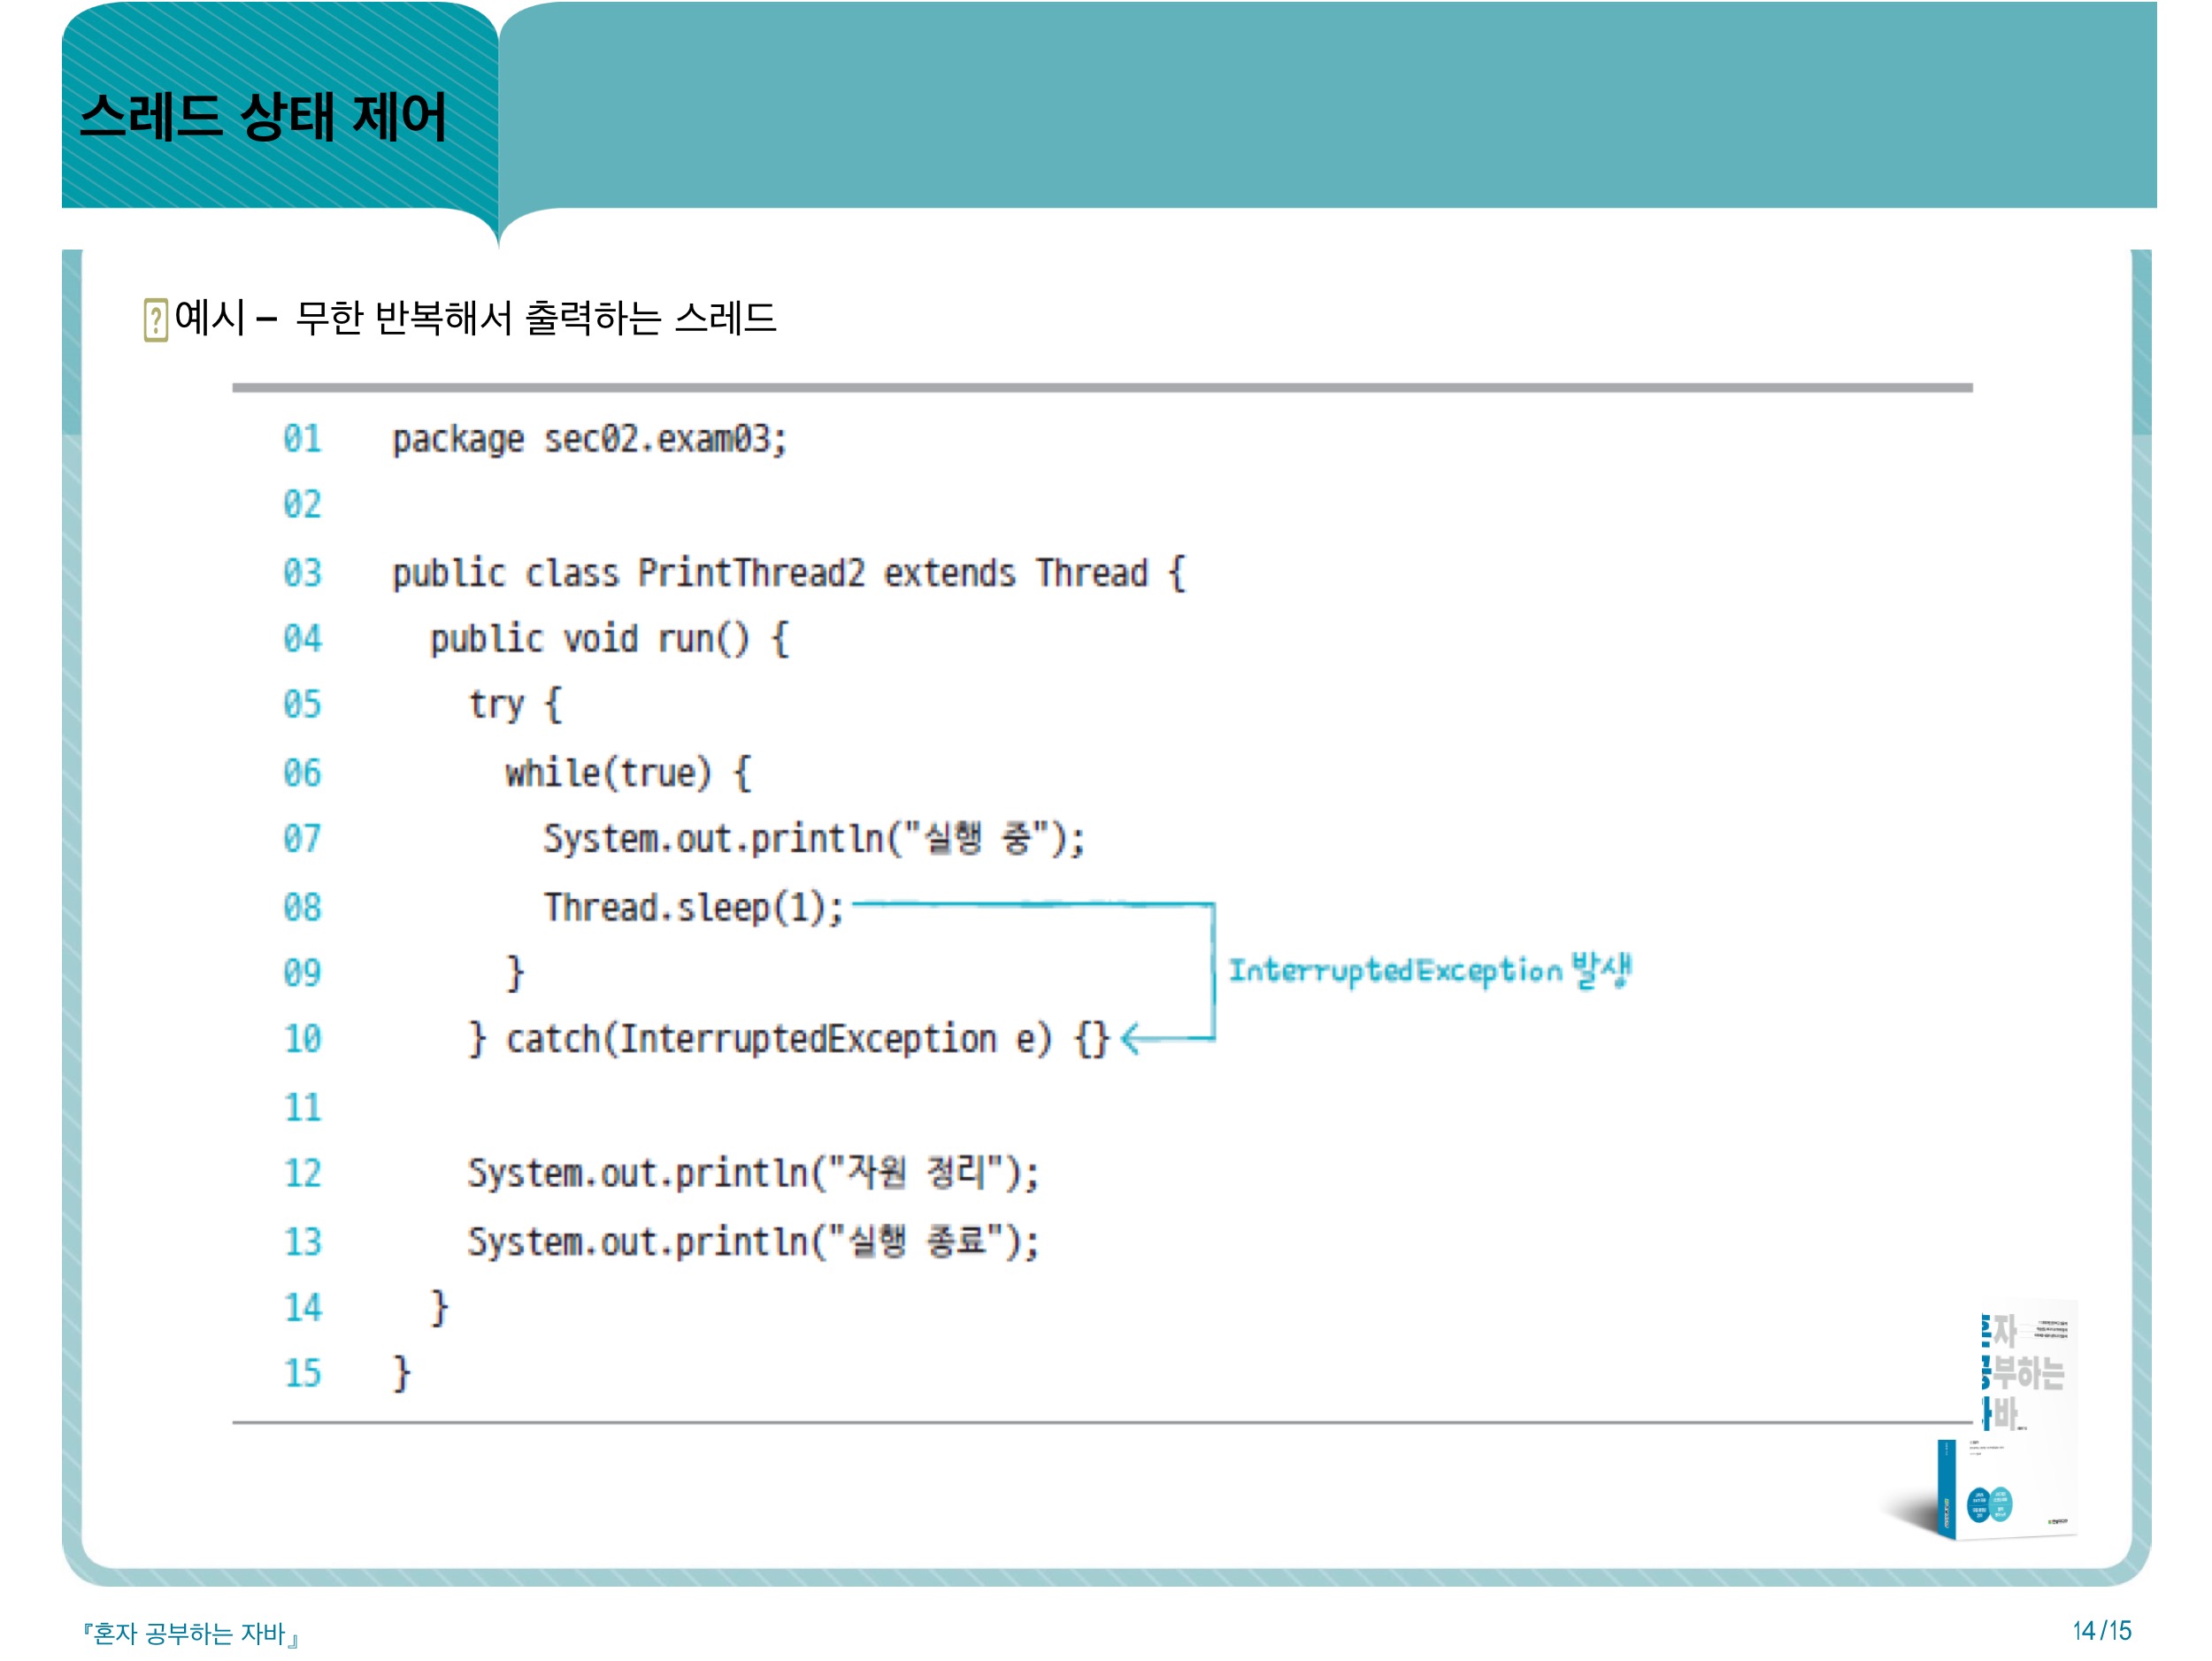 스레드 상태 제어
예시 – 무한 반복해서 출력하는 스레드
01 package sec02.exam03;
02
03 public class PrintThread2 extends Thread {
04 public void run() {
05 try {
06 while(true) {
07 System.out.println("실행 중");
08 Thread.sleep(1);
09 }
InterruptedException 발생
10 } catch(InterruptedException e) {}
11
12 System.out.println("자원 정리");
13 System.out.println("실행 종료");
14 }
15 }
자
부하는
바
『혼자 공부하는 자바』
14/15